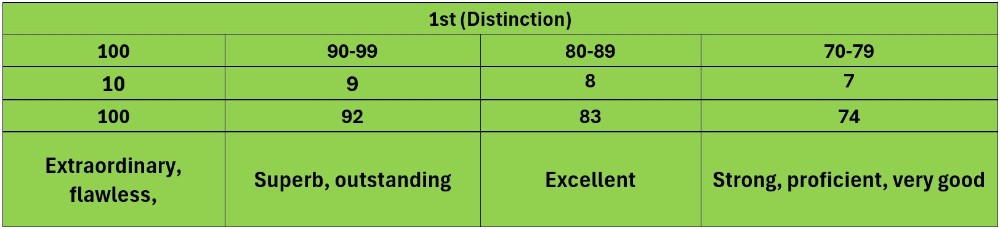 1st (Distinction)
100 90-99 80-89 70-79
10 9 8 7
100 92 83 74
Extraordinary,
flawless,
Superb, outstanding
Excellent
Strong, proficient, very good